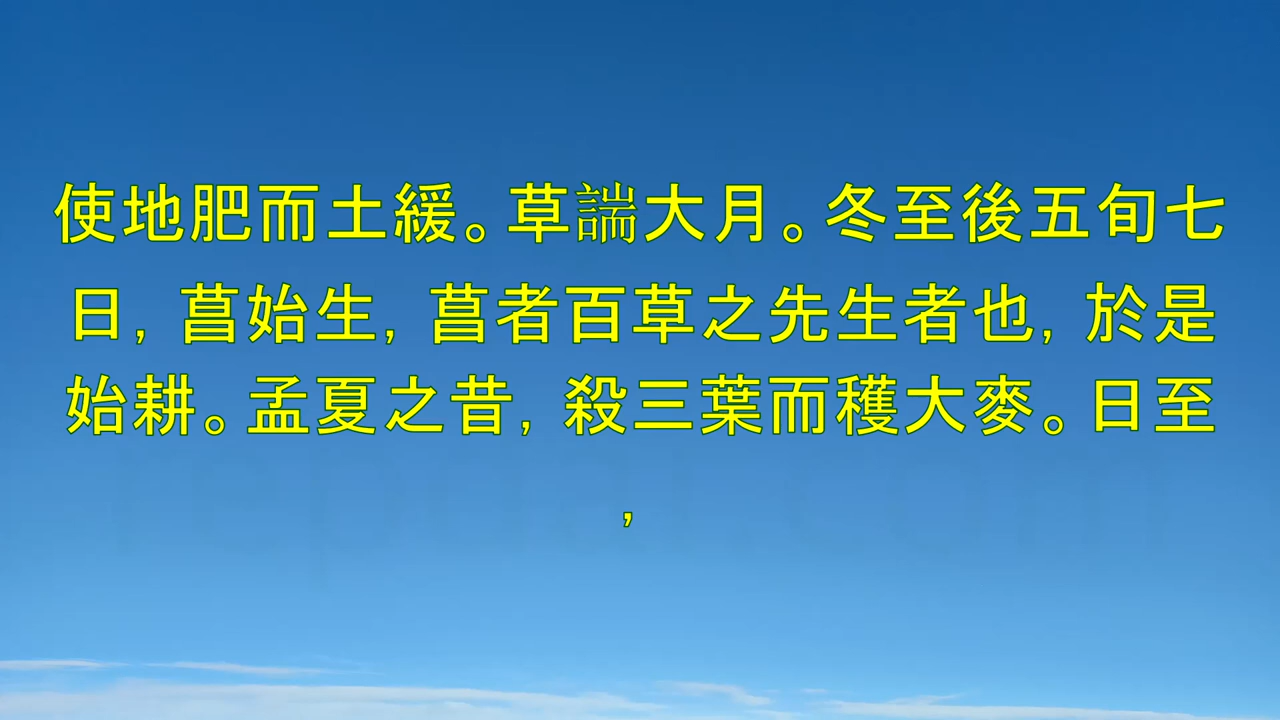 使地肥而土緩。草諯大月。冬至後五旬七
日, 菖始生, 菖者百草之先生者也, 於是
始耕。孟夏之昔, 殺三葉而穫大麥。日至
,